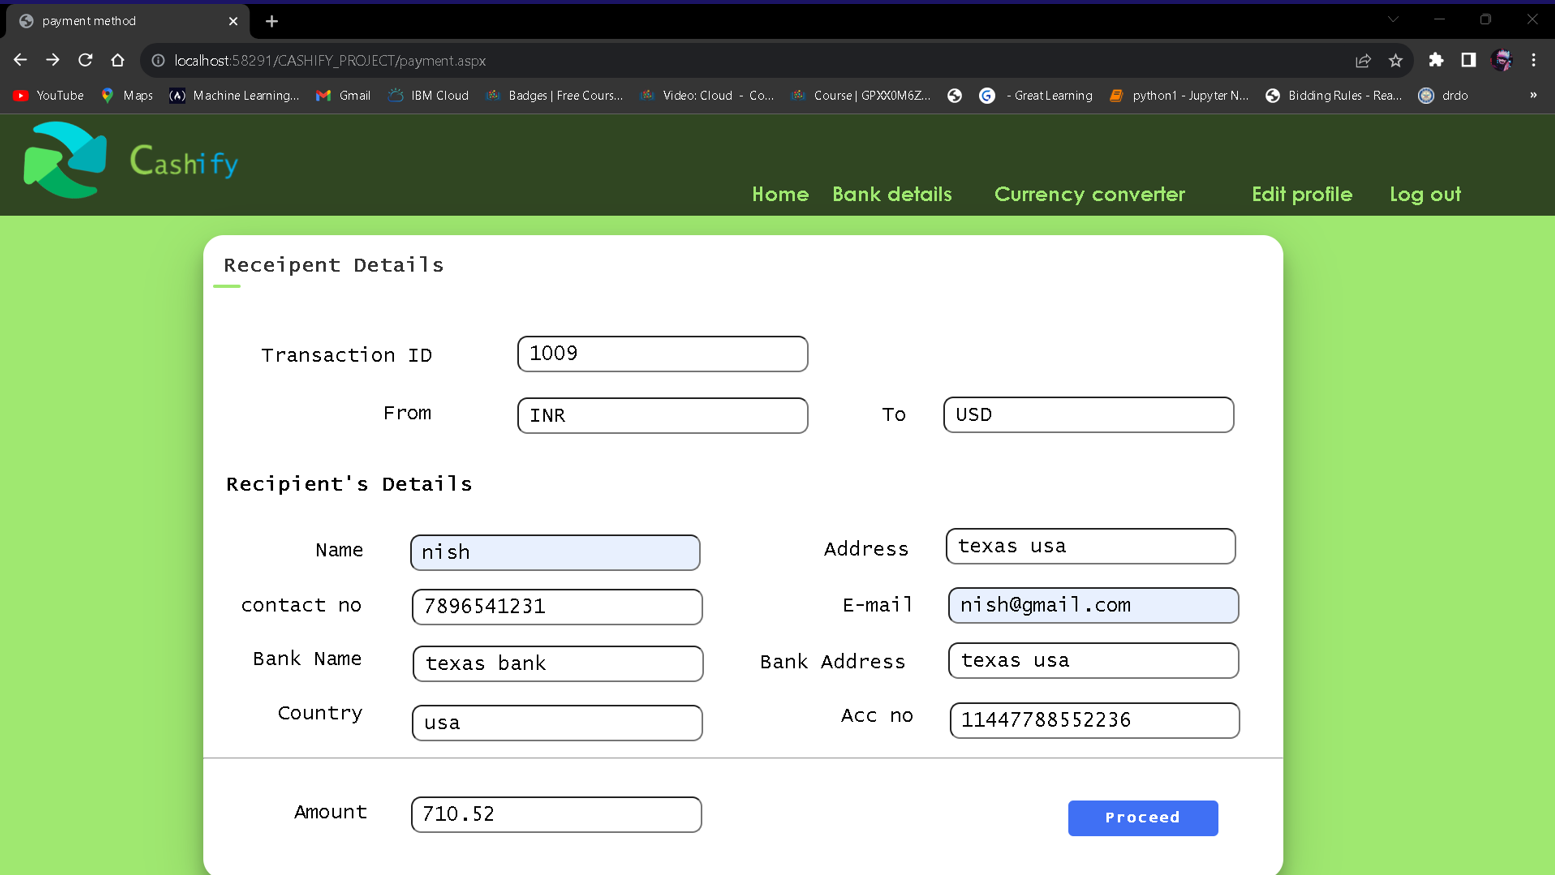 payment method
localhost:58291/CASHIFY_PROJECT/payment.aspx
YouTube Maps Machine Learning... Gmail IBM Cloud Badges | Free Cours... Video: Cloud - Co... Course | GPXX0M6Z... - Great Learning python1 - Jupyter N... Bidding Rules - Rea... drdo »
Cashify
Home Bank details Currency converter Edit profile Log out
Receipent Details
Transaction ID 1009
From INR To USD
Recipient's Details
Name nish Address texas usa
contact no 7896541231 E-mail nish@gmail.com
Bank Name texas bank Bank Address texas usa
Country usa Acc no 11447788552236
Amount 710.52 Proceed